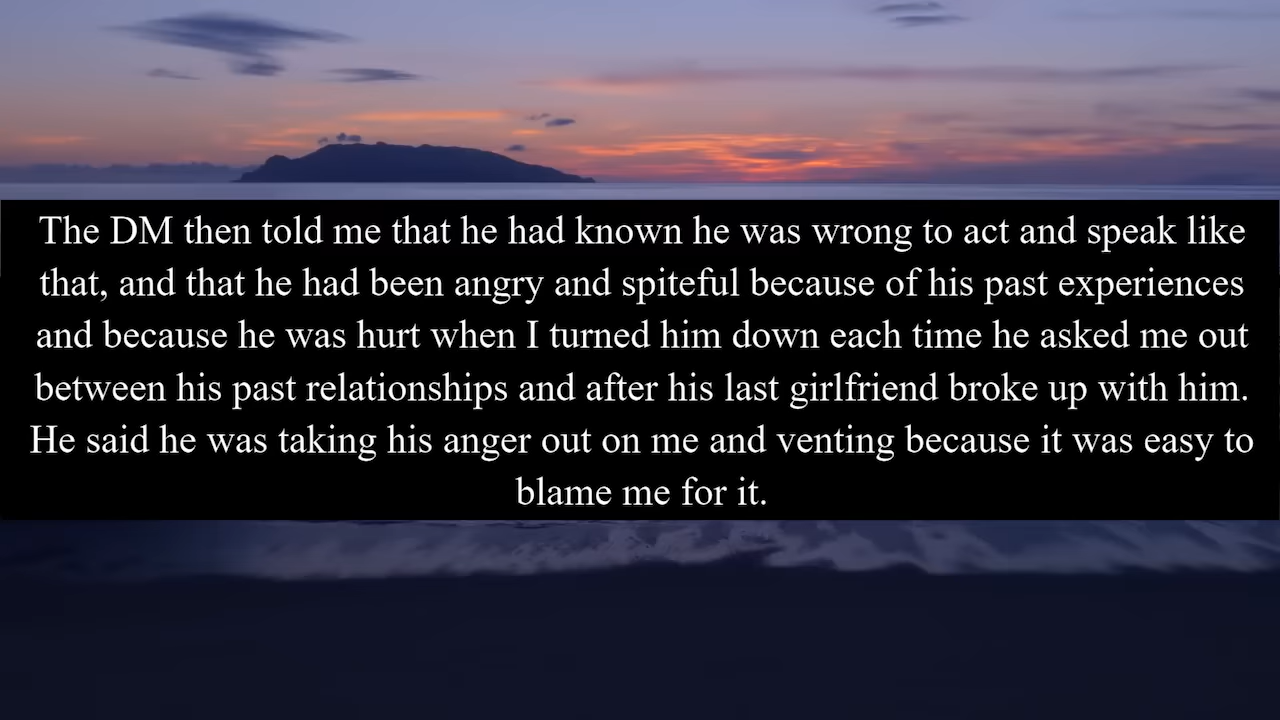 The DM then told me that he had known he was wrong to act and speak like
that, and that he had been angry and spiteful because of his past experiences
and because he was hurt when I turned him down each time he asked me out
between his past relationships and after his last girlfriend broke up with him.
He said he was taking his anger out on me and venting because it was easy to
blame me for it.